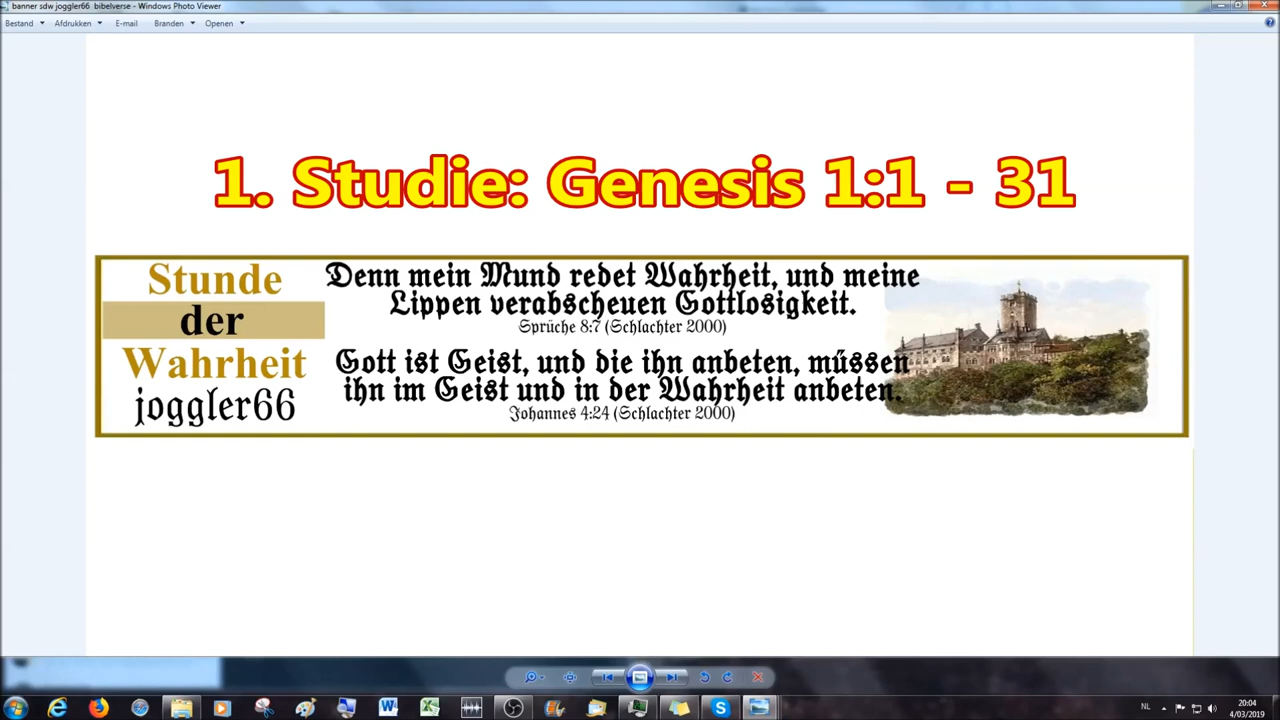 banner sdw joggler66 bibelverse - Windows Photo Viewer
Bestand Afdrukken E-mail Branden Openen
1. Studie: Genesis 1:1 - 31
Stunde
der
Wahrheit
joggler66
Denn mein Mund redet Wahrheit, und meine
Lippen verabscheuen Gottlosigkeit.
Sprüche 8:7 (Schlachter 2000)
Gott ist Geist, und die ihn anbeten, müssen
ihn im Geist und in der Wahrheit anbeten.
Johannes 4:24 (Schlachter 2000)
NL
20:04
4/03/2019